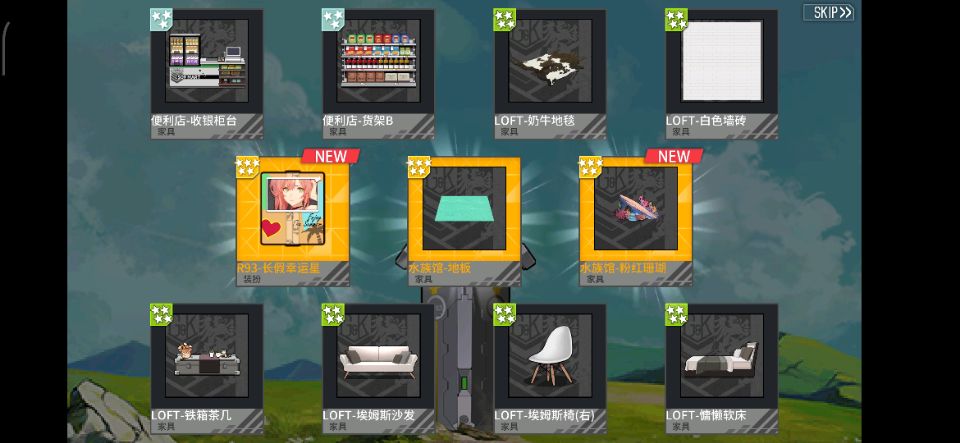 SKIP>>
便利店-收银柜台
家具
便利店-货架B
家具
LOFT-奶牛地毯
家具
LOFT-白色墙砖
家具
NEW
R93-长假幸运星
装扮
水族馆-地板
家具
NEW
水族馆-粉红珊瑚
家具
LOFT-铁箱茶几
家具
LOFT-埃姆斯沙发
家具
LOFT-埃姆斯椅(右)
家具
LOFT-慵懒软床
家具